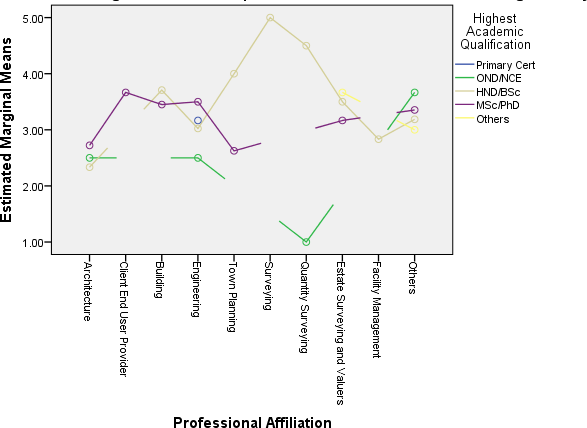 Highest
Academic
Qualification
Primary Cert
OND/NCE
HND/BSc
MSc/PhD
Others
Estimated Marginal Means
5.00
4.00
3.00
2.00
1.00
Architecture
Client End User Provider
Building
Engineering
Town Planning
Surveying
Quantity Surveying
Estate Surveying and Valuers
Facility Management
Others
Professional Affiliation